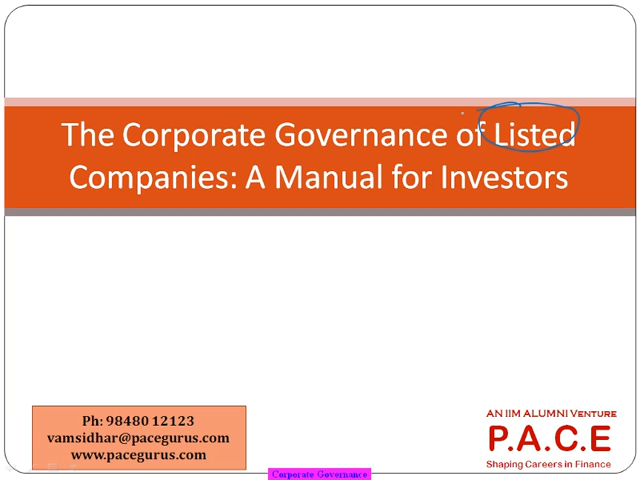 The Corporate Governance of Listed
Companies: A Manual for Investors
Ph: 98480 12123
vamsidhar@pacegurus.com
www.pacegurus.com
AN IIM ALUMNI VENTURE
P.A.C.E
Shaping Careers in Finance
Corporate Governance